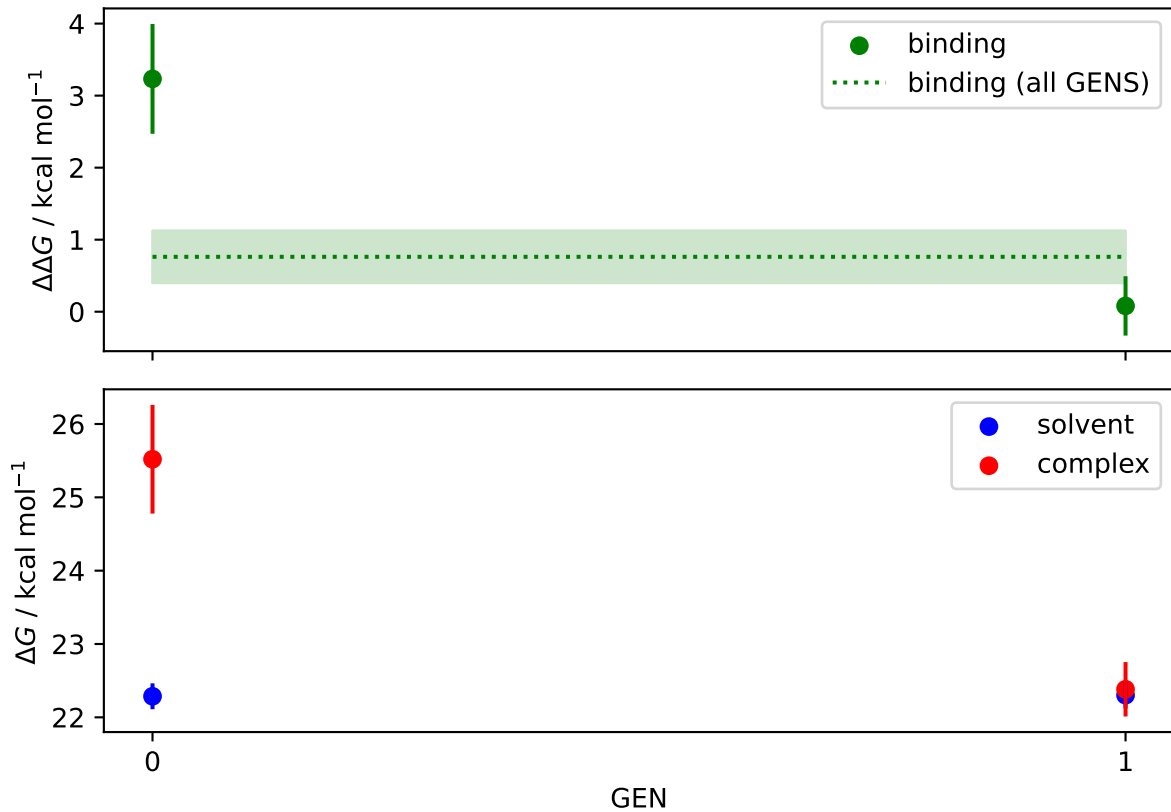 4
3
2
1
0
ΔΔG / kcal mol⁻¹
binding
binding (all GENS)
26
25
24
23
22
ΔG / kcal mol⁻¹
solvent
complex
0
1
GEN